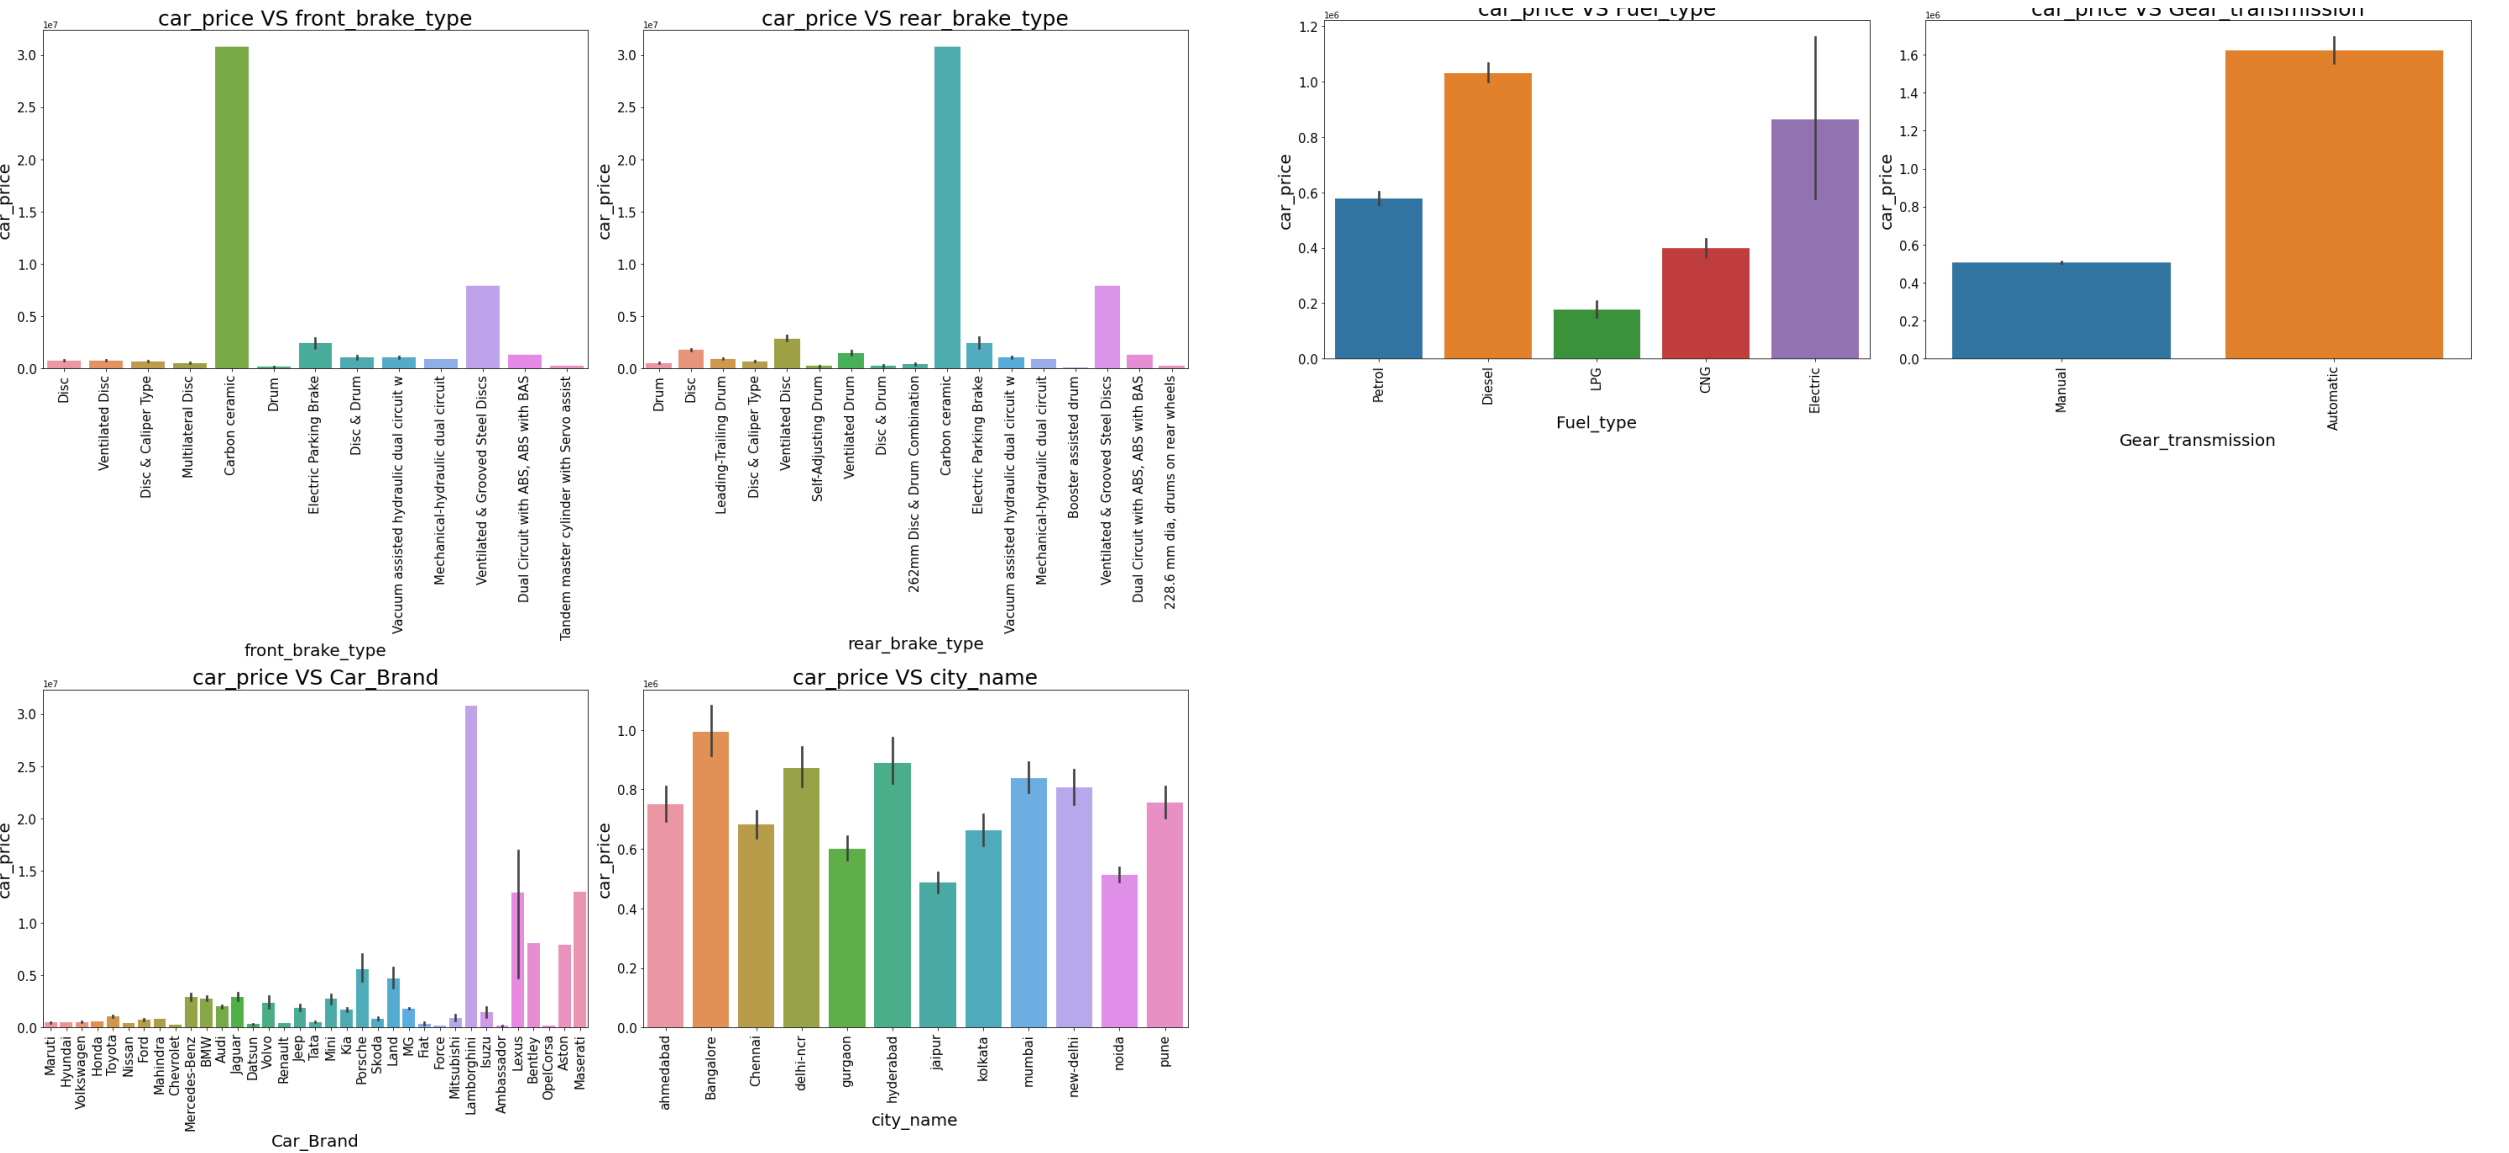 car_price VS front_brake_type
1e7
3.0
2.5
2.0
1.5
1.0
0.5
0.0
car_price
Disc
Ventilated Disc
Disc & Caliper Type
Multilateral Disc
Carbon ceramic
Drum
Electric Parking Brake
Disc & Drum
Vacuum assisted hydraulic dual circuit w
Mechanical-hydraulic dual circuit
Ventilated & Grooved Steel Discs
Dual Circuit with ABS, ABS with BAS
Tandem master cylinder with Servo assist
front_brake_type
car_price VS rear_brake_type
1e7
3.0
2.5
2.0
1.5
1.0
0.5
0.0
car_price
Drum
Disc
Leading-Trailing Drum
Disc & Caliper Type
Ventilated Disc
Self-Adjusting Drum
Ventilated Drum
Disc & Drum
262mm Disc & Drum Combination
Carbon ceramic
Electric Parking Brake
Vacuum assisted hydraulic dual circuit w
Mechanical-hydraulic dual circuit
Booster assisted drum
Ventilated & Grooved Steel Discs
Dual Circuit with ABS, ABS with BAS
228.6 mm dia, drums on rear wheels
rear_brake_type
car_price VS Fuel_type
1e6
1.2
1.0
0.8
0.6
0.4
0.2
0.0
car_price
Petrol
Diesel
LPG
CNG
Electric
Fuel_type
car_price VS Gear_transmission
1e6
1.6
1.4
1.2
1.0
0.8
0.6
0.4
0.2
0.0
car_price
Manual
Automatic
Gear_transmission
car_price VS Car_Brand
1e7
3.0
2.5
2.0
1.5
1.0
0.5
0.0
car_price
Maruti
Hyundai
Volkswagen
Honda
Toyota
Nissan
Ford
Mahindra
Chevrolet
Mercedes-Benz
BMW
Audi
Jaguar
Datsun
Volvo
Renault
Jeep
Tata
Mini
Kia
Porsche
Skoda
Land
MG
Fiat
Force
Mitsubishi
Lamborghini
Isuzu
Ambassador
Lexus
Bentley
OpelCorsa
Aston
Maserati
Car_Brand
car_price VS city_name
1e6
1.0
0.8
0.6
0.4
0.2
0.0
car_price
ahmedabad
Bangalore
Chennai
delhi-ncr
gurgaon
hyderabad
jaipur
kolkata
mumbai
new-delhi
noida
pune
city_name